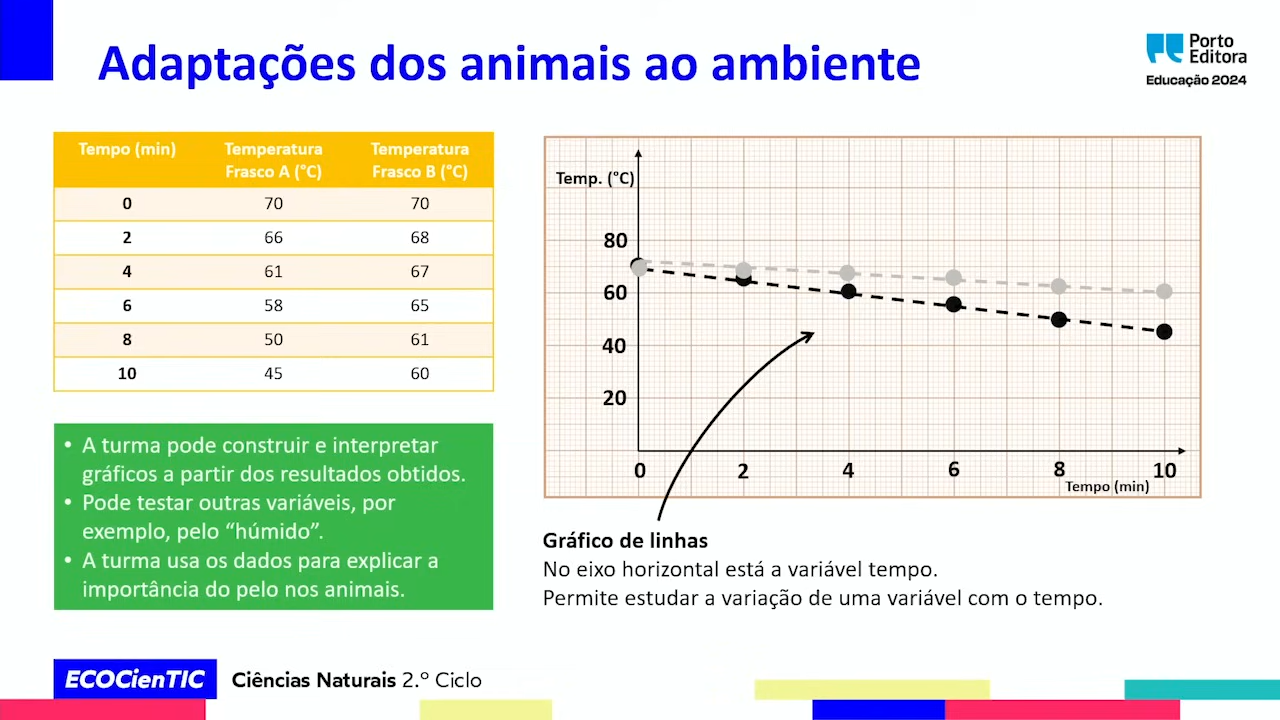 Adaptações dos animais ao ambiente
Porto
Editora
Educação 2024
Tempo (min) Temperatura Frasco A (°C) Temperatura Frasco B (°C)
0 70 70
2 66 68
4 61 67
6 58 65
8 50 61
10 45 60
Temp. (°C)
80
60
40
20
0 2 4 6 8 10
Tempo (min)
• A turma pode construir e interpretar
gráficos a partir dos resultados obtidos.
• Pode testar outras variáveis, por
exemplo, pelo “húmido”.
• A turma usa os dados para explicar a
importância do pelo nos animais.
Gráfico de linhas
No eixo horizontal está a variável tempo.
Permite estudar a variação de uma variável com o tempo.
ECOCienTIC Ciências Naturais 2.º Ciclo